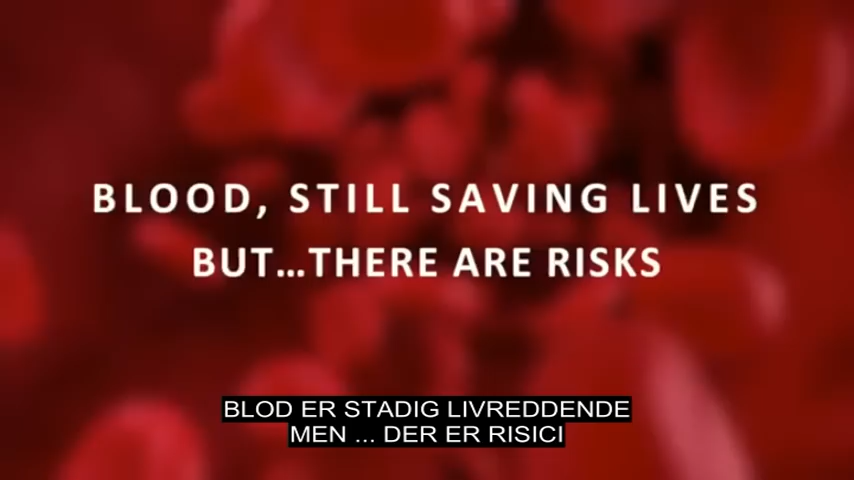 BLOOD, STILL SAVING LIVES
BUT...THERE ARE RISKS
BLOD ER STADIG LIVREDDENDE
MEN ... DER ER RISICI